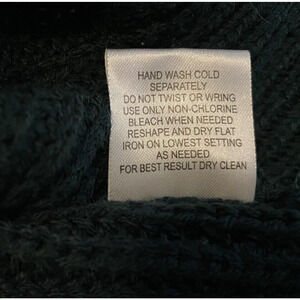 HAND WASH COLD
SEPARATELY
DO NOT TWIST OR WRING
USE ONLY NON-CHLORINE
BLEACH WHEN NEEDED
RESHAPE AND DRY FLAT
IRON ON LOWEST SETTING
AS NEEDED
FOR BEST RESULT DRY CLEAN